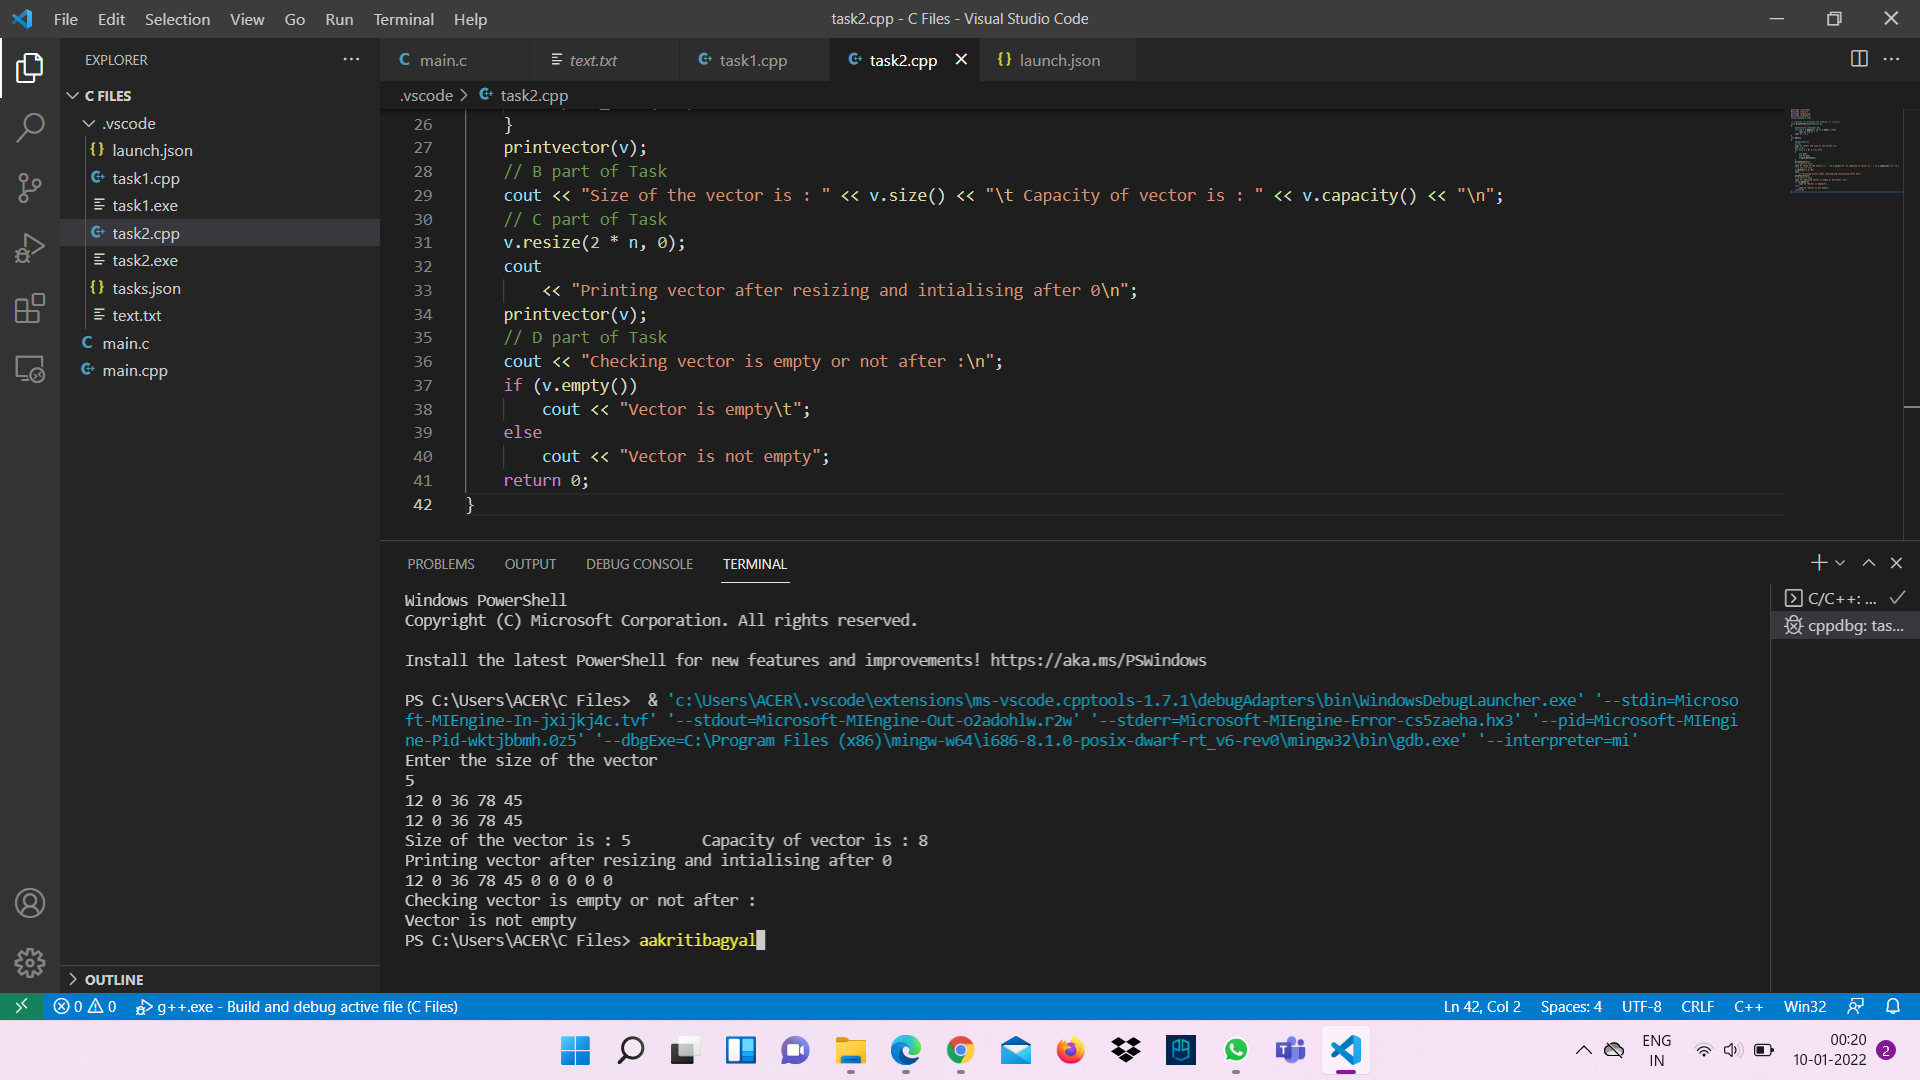 File Edit Selection View Go Run Terminal Help
task2.cpp - C Files - Visual Studio Code
EXPLORER
C FILES
.vscode
launch.json
task1.cpp
task1.exe
task2.cpp
task2.exe
tasks.json
text.txt
main.c
main.cpp
OUTLINE
main.c text.txt task1.cpp task2.cpp launch.json
.vscode > task2.cpp
26 }
27 printvector(v);
28 // B part of Task
29 cout << "Size of the vector is : " << v.size() << "\t Capacity of vector is : " << v.capacity() << "\n";
30 // C part of Task
31 v.resize(2 * n, 0);
32 cout
33 << "Printing vector after resizing and intialising after 0\n";
34 printvector(v);
35 // D part of Task
36 cout << "Checking vector is empty or not after :\n";
37 if (v.empty())
38 cout << "Vector is empty\t";
39 else
40 cout << "Vector is not empty";
41 return 0;
42 }
PROBLEMS OUTPUT DEBUG CONSOLE TERMINAL
Windows PowerShell
Copyright (C) Microsoft Corporation. All rights reserved.
Install the latest PowerShell for new features and improvements! https://aka.ms/PSWindows
PS C:\Users\ACER\C Files>  & 'c:\Users\ACER\.vscode\extensions\ms-vscode.cpptools-1.7.1\debugAdapters\bin\WindowsDebugLauncher.exe' '--stdin=Microso
ft-MIEngine-In-jxijkj4c.tvf' '--stdout=Microsoft-MIEngine-Out-o2adohlw.r2w' '--stderr=Microsoft-MIEngine-Error-cs5zaeha.hx3' '--pid=Microsoft-MIEngi
ne-Pid-wktjbbmh.0z5' '--dbgExe=C:\Program Files (x86)\mingw-w64\i686-8.1.0-posix-dwarf-rt_v6-rev0\mingw32\bin\gdb.exe' '--interpreter=mi'
Enter the size of the vector
5
12 0 36 78 45
12 0 36 78 45
Size of the vector is : 5 Capacity of vector is : 8
Printing vector after resizing and intialising after 0
12 0 36 78 45 0 0 0 0 0
Checking vector is empty or not after :
Vector is not empty
PS C:\Users\ACER\C Files> aakritibagyal
C/C++: ...
cppdbg: tas...
0 0 g++.exe - Build and debug active file (C Files)
Ln 42, Col 2 Spaces: 4 UTF-8 CRLF C++ Win32
ENG
IN
00:20
10-01-2022
2